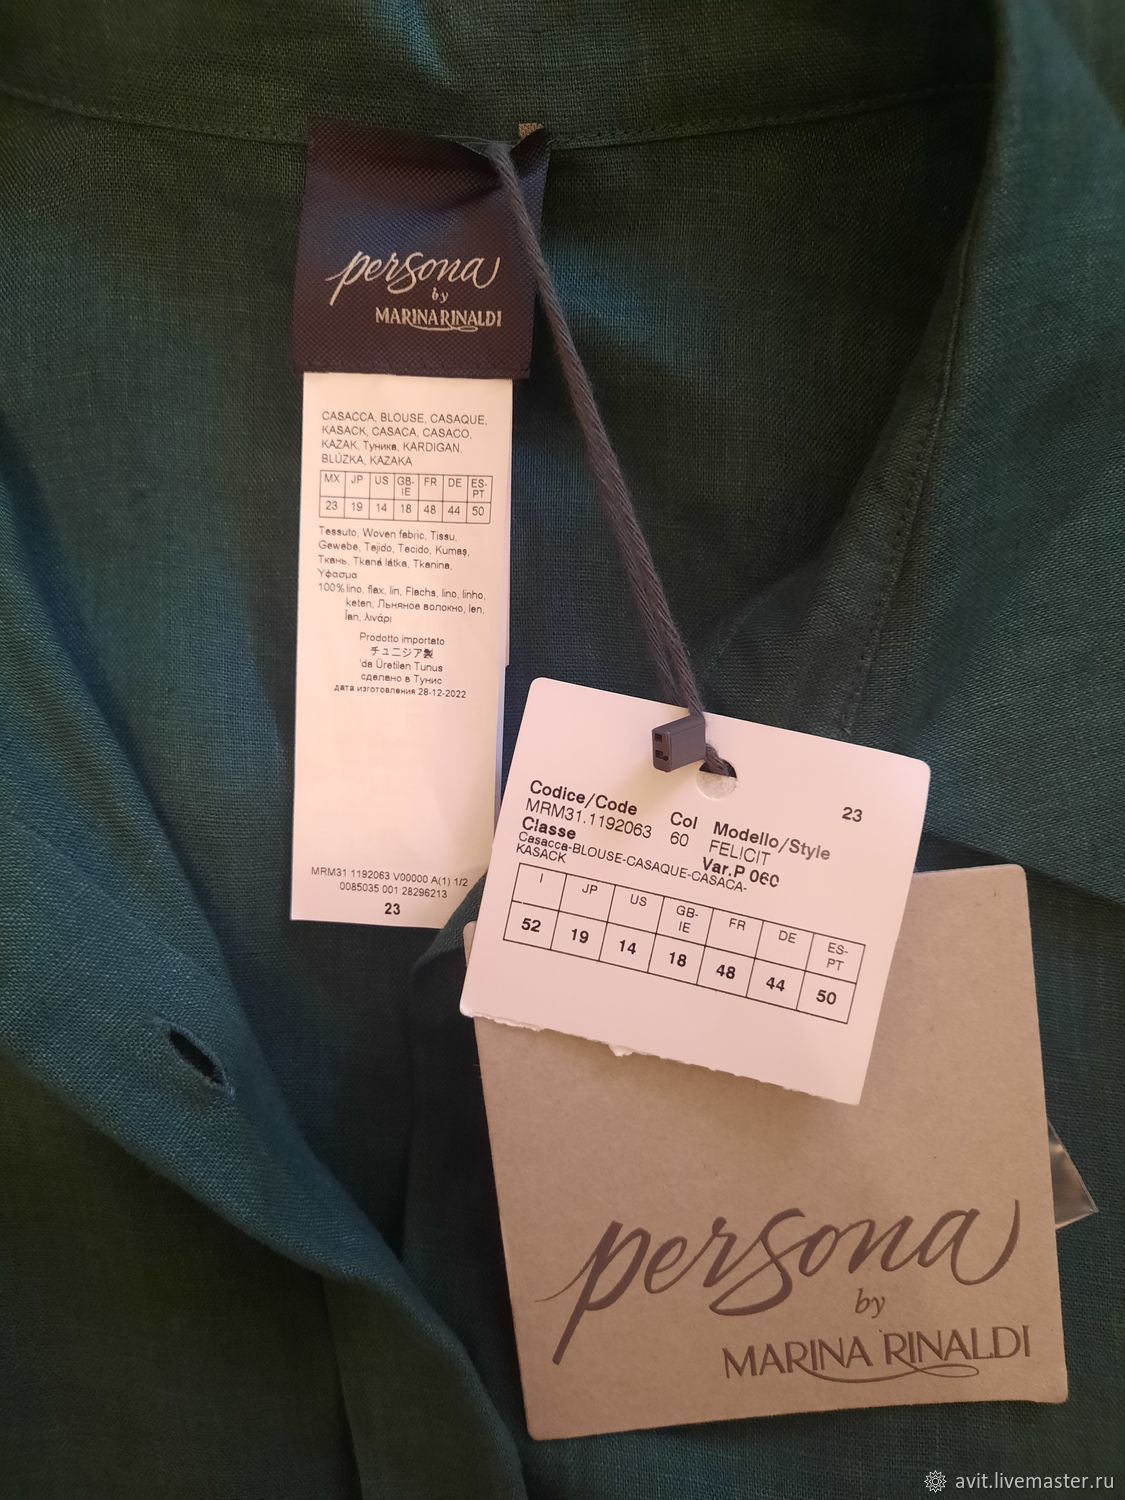 persona
by
MARINA RINALDI
CASACCA, BLOUSE, CASAQUE,
KASACK, CASACA, CASACO,
KAZAK, Туника, KARDIGAN,
BLÚZKA, KAZAKA
MX JP US GB-IE FR DE ES-PT
23 19 14 18 48 44 50
Tessuto, Woven fabric, Tissu,
Gewebe, Tejido, Tecido, Kumaş,
Ткань, Tkaná látka, Tkanina,
Ύφασμα
100% lino, flax, lin, Flachs, lino, linho,
keten, Льняное волокно, len,
ľan, λινάρι
Prodotto importato
チュニジア製
'da Üretilen Tunus
сделано в Тунис
дата изготовления 28-12-2022
MRM31 1192063 V00000 A(1) 1/2
0085035 001 28296213
23
23
Codice/Code Col Modello/Style
MRM31.1192063 60 FELICIT
Classe Var.P 060
Casacca-BLOUSE-CASAQUE-CASACA-
KASACK
I JP US GB-IE FR DE ES-PT
52 19 14 18 48 44 50
persona
by
MARINA RINALDI
avit.livemaster.ru